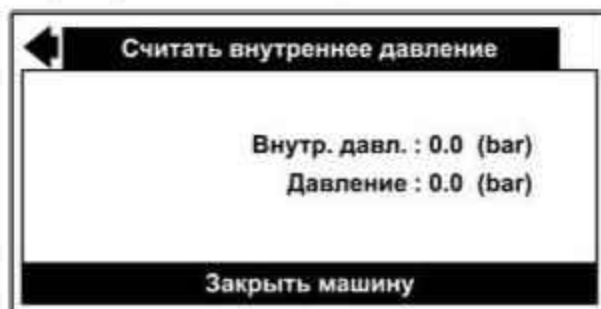 Считать внутреннее давление
Внутр. давл. : 0.0 (bar)
Давление : 0.0 (bar)
Закрыть машину